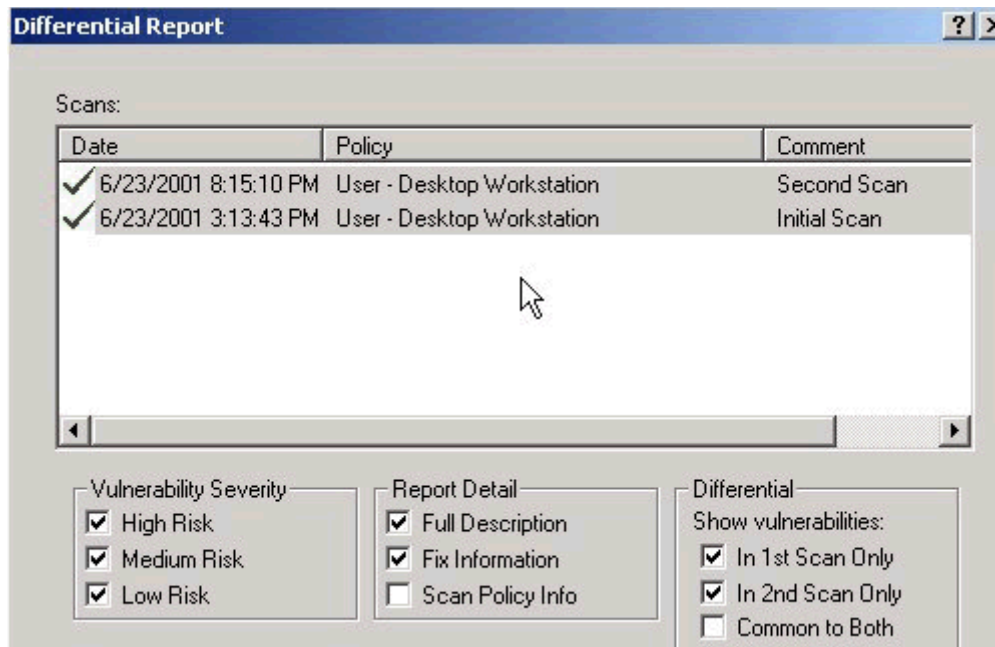 Differential Report
Scans:
Date Policy Comment
6/23/2001 8:15:10 PM User - Desktop Workstation Second Scan
6/23/2001 3:13:43 PM User - Desktop Workstation Initial Scan
Vulnerability Severity
High Risk
Medium Risk
Low Risk
Report Detail
Full Description
Fix Information
Scan Policy Info
Differential
Show vulnerabilities:
In 1st Scan Only
In 2nd Scan Only
Common to Both